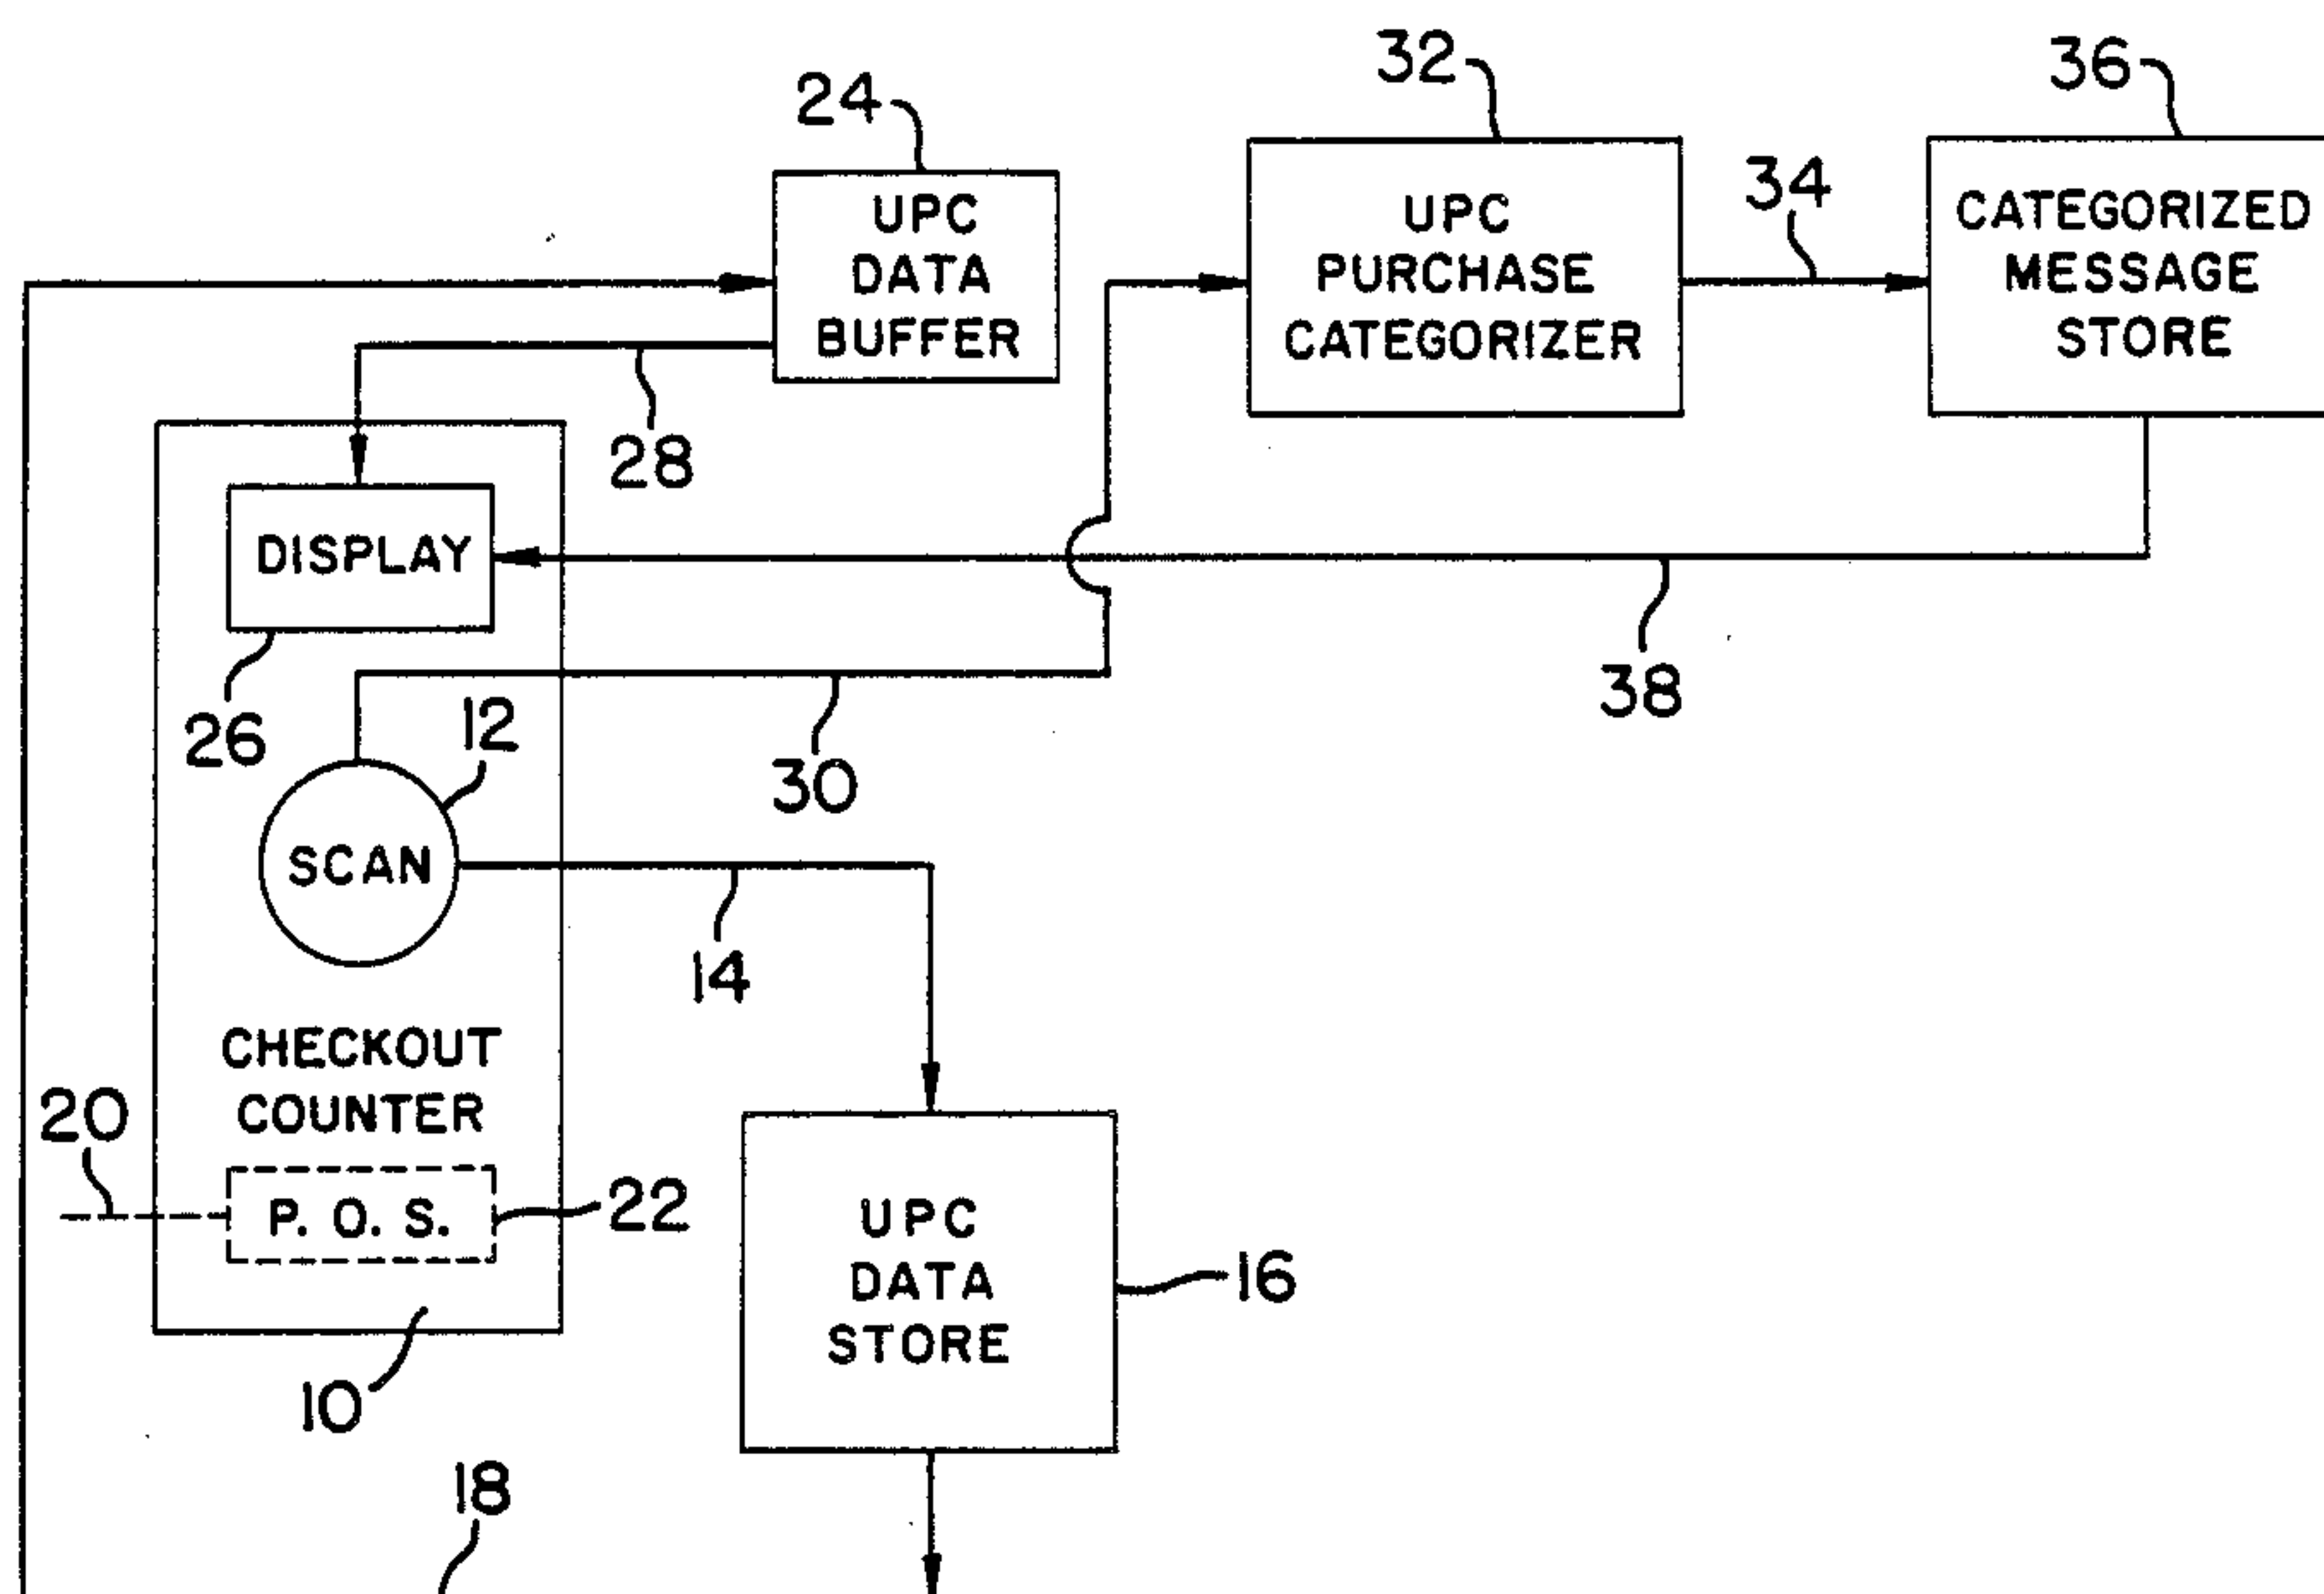 32
36
24
UPC
DATA
BUFFER
UPC
PURCHASE
CATEGORIZER
34
CATEGORIZED
MESSAGE
STORE
28
DISPLAY
26
12
38
30
SCAN
14
CHECKOUT
COUNTER
20
P. O. S.
22
UPC
DATA
STORE
16
10
18